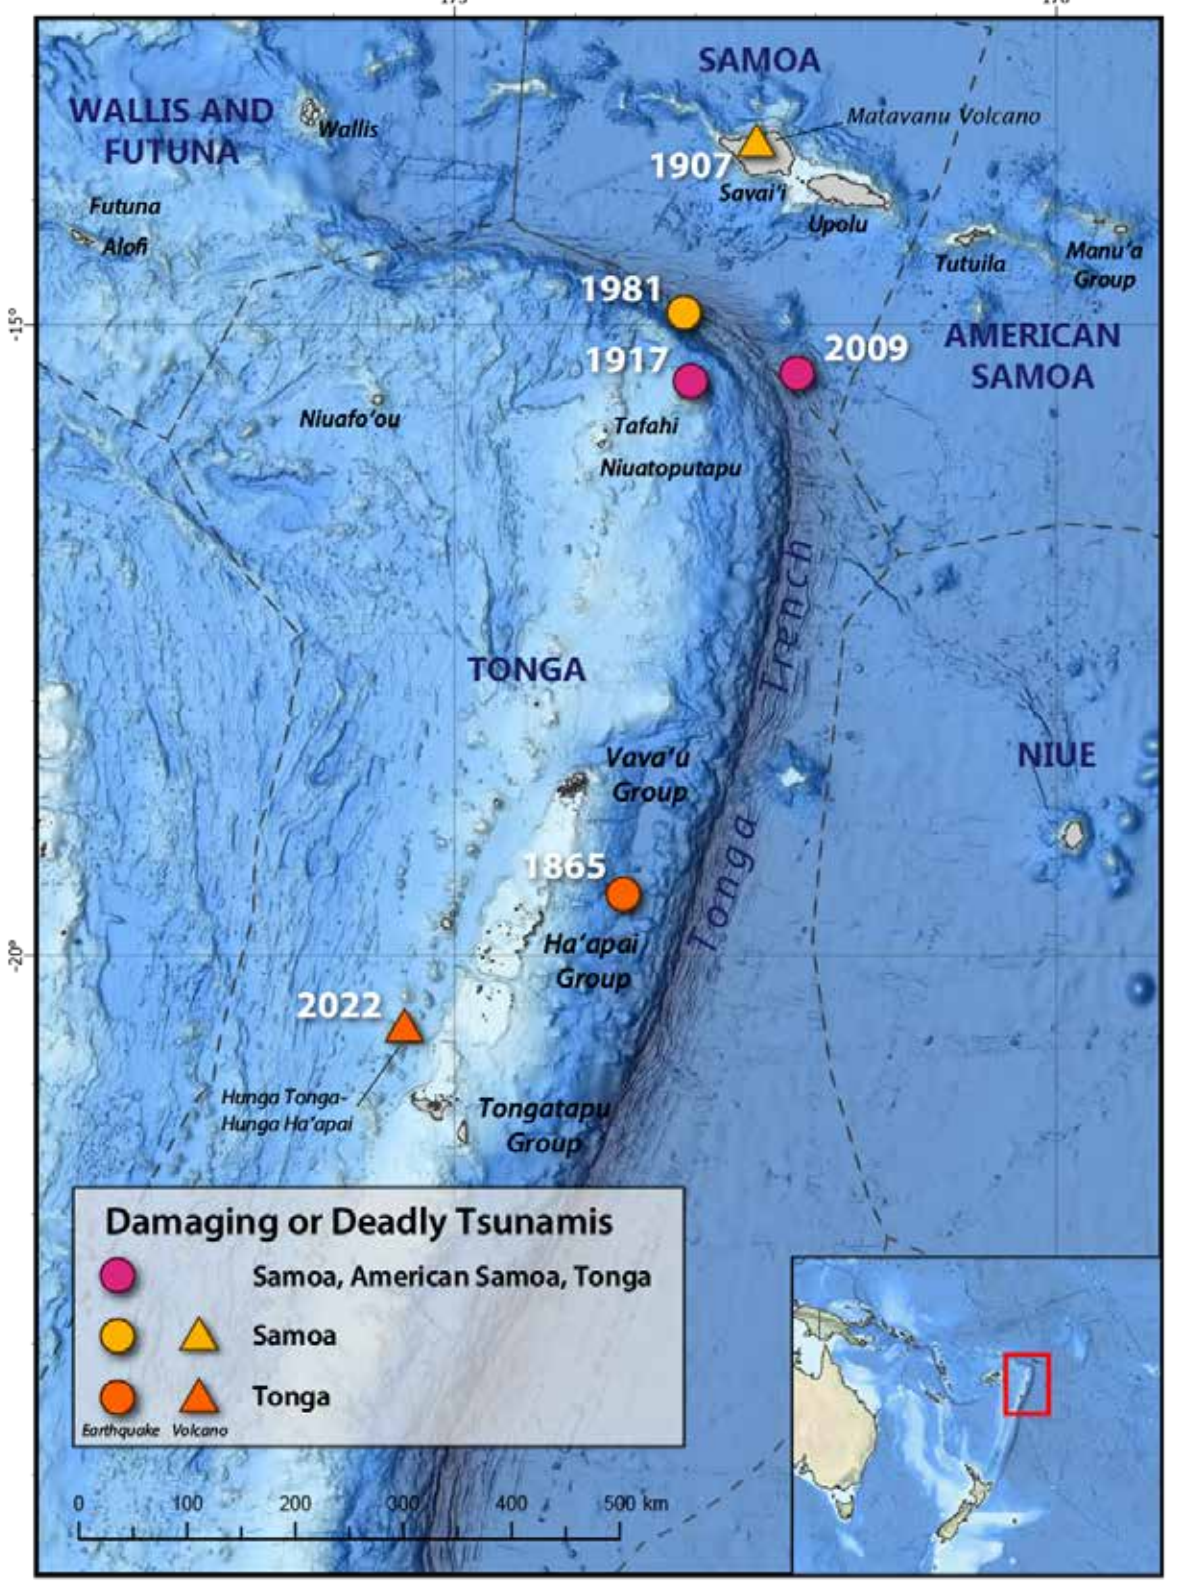 SAMOA
WALLIS AND
FUTUNA
Matavanu Volcano
Wallis
1907
Savai'i
Futuna
Upolu
Alofi
Tutuila
Manu'a
Group
1981
-15°
AMERICAN
SAMOA
2009
1917
Niuafo'ou
Tafahi
Niuatoputapu
Tonga Trench
TONGA
Vava'u
Group
NIUE
1865
Ha'apai
Group
-20°
2022
Hunga Tonga-
Hunga Ha'apai
Tongatapu
Group
Damaging or Deadly Tsunamis
Samoa, American Samoa, Tonga
Samoa
Tonga
Earthquake Volcano
0 100 200 300 400 500 km